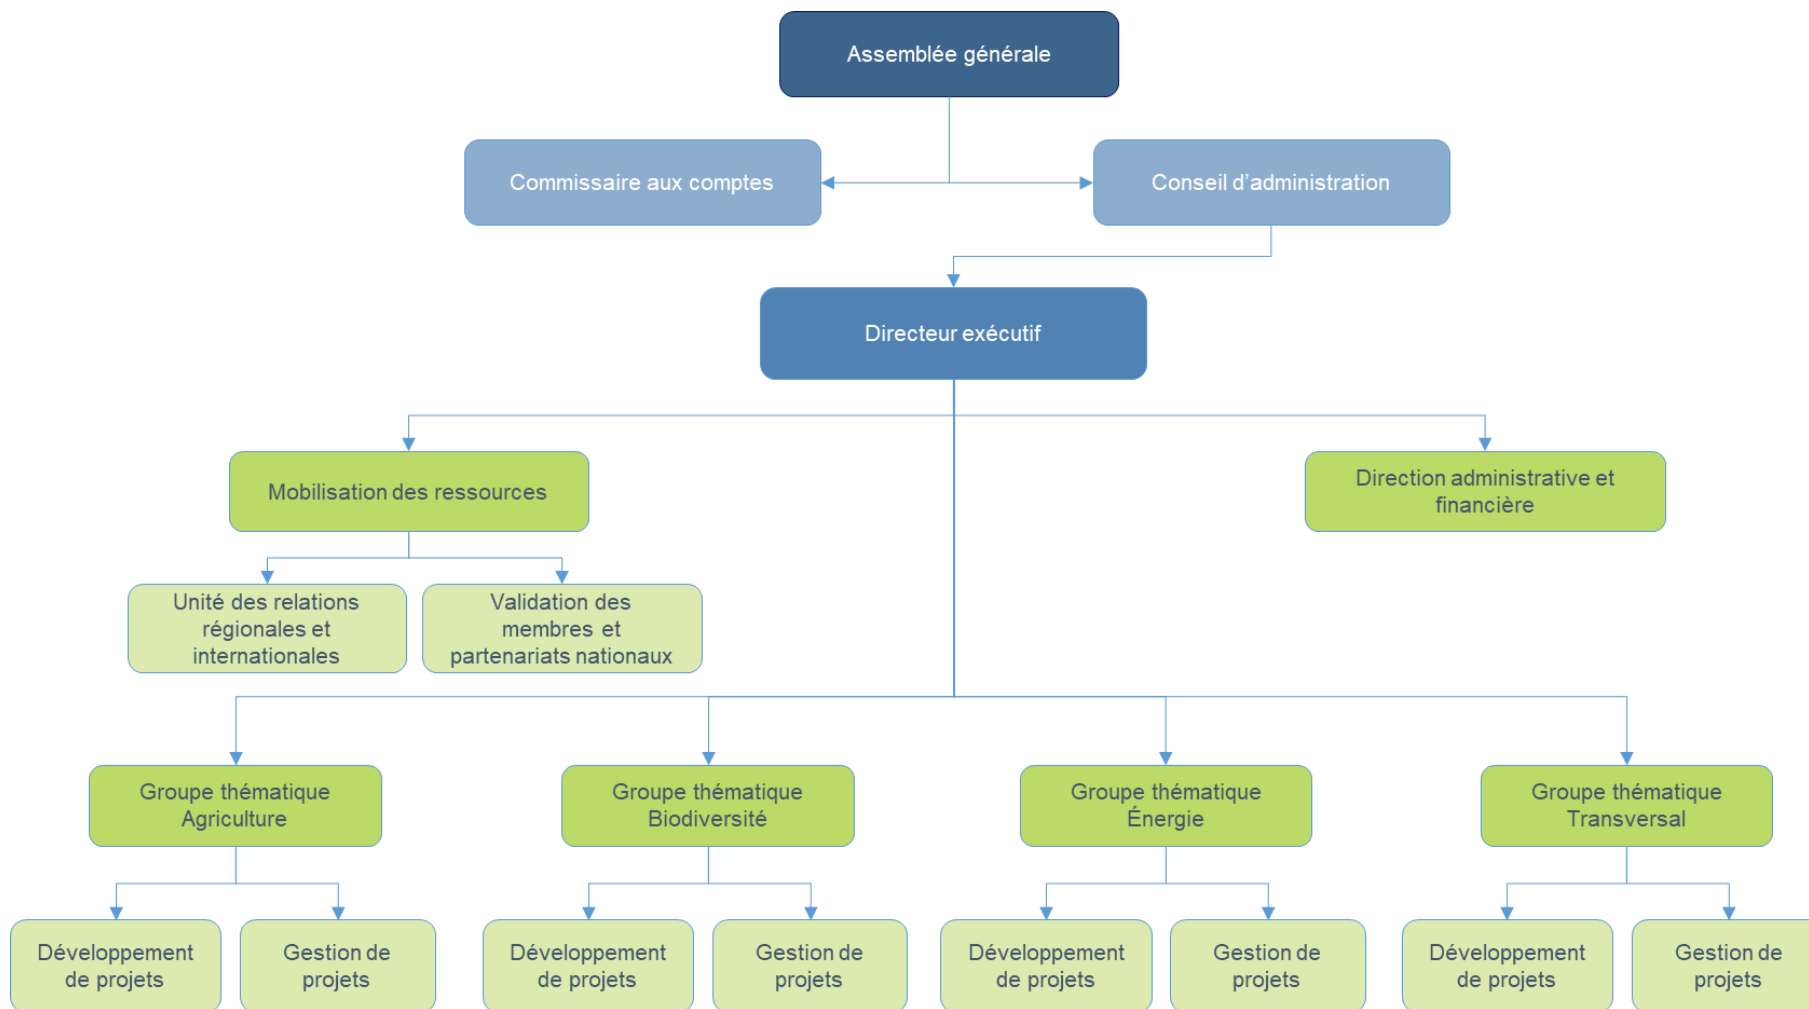 Assemblée générale
Commissaire aux comptes
Conseil d’administration
Directeur exécutif
Mobilisation des ressources
Direction administrative et
financière
Unité des relations
régionales et
internationales
Validation des
membres et
partenariats nationaux
Groupe thématique
Agriculture
Groupe thématique
Biodiversité
Groupe thématique
Énergie
Groupe thématique
Transversal
Développement
de projets
Gestion de
projets
Développement
de projets
Gestion de
projets
Développement
de projets
Gestion de
projets
Développement
de projets
Gestion de
projets